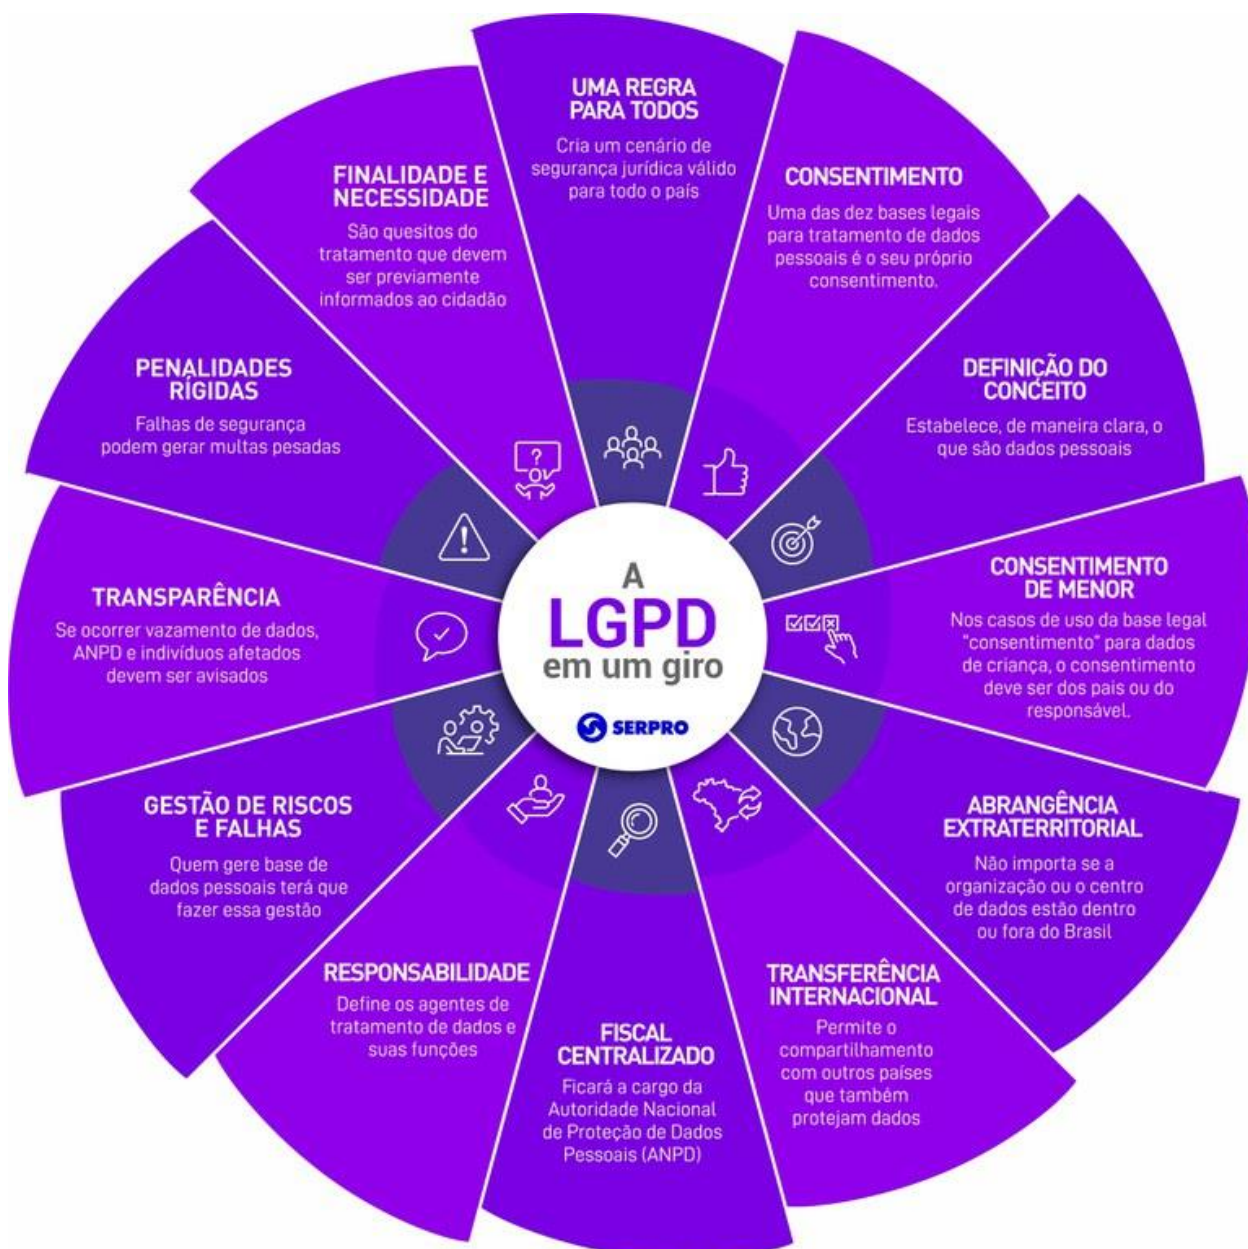 A
LGPD
em um giro
SERPRO
UMA REGRA
PARA TODOS
Cria um cenário de
segurança jurídica válido
para todo o país
CONSENTIMENTO
Uma das dez bases legais
para tratamento de dados
pessoais é o seu próprio
consentimento.
DEFINIÇÃO DO
CONCEITO
Estabelece, de maneira clara, o
que são dados pessoais
CONSENTIMENTO
DE MENOR
Nos casos de uso da base legal
"consentimento" para dados
de criança, o consentimento
deve ser dos pais ou do
responsável.
ABRANGÊNCIA
EXTRATERRITORIAL
Não importa se a
organização ou o centro
de dados estão dentro
ou fora do Brasil
TRANSFERÊNCIA
INTERNACIONAL
Permite o
compartilhamento
com outros países
que também
protejam dados
FISCAL
CENTRALIZADO
Ficará a cargo da
Autoridade Nacional
de Proteção de Dados
Pessoais (ANPD)
RESPONSABILIDADE
Define os agentes de
tratamento de dados e
suas funções
GESTÃO DE RISCOS
E FALHAS
Quem gere base de
dados pessoais terá que
fazer essa gestão
TRANSPARÊNCIA
Se ocorrer vazamento de dados,
ANPD e indivíduos afetados
devem ser avisados
PENALIDADES
RÍGIDAS
Falhas de segurança
podem gerar multas pesadas
FINALIDADE E
NECESSIDADE
São quesitos do
tratamento que devem
ser previamente
informados ao cidadão
?
!